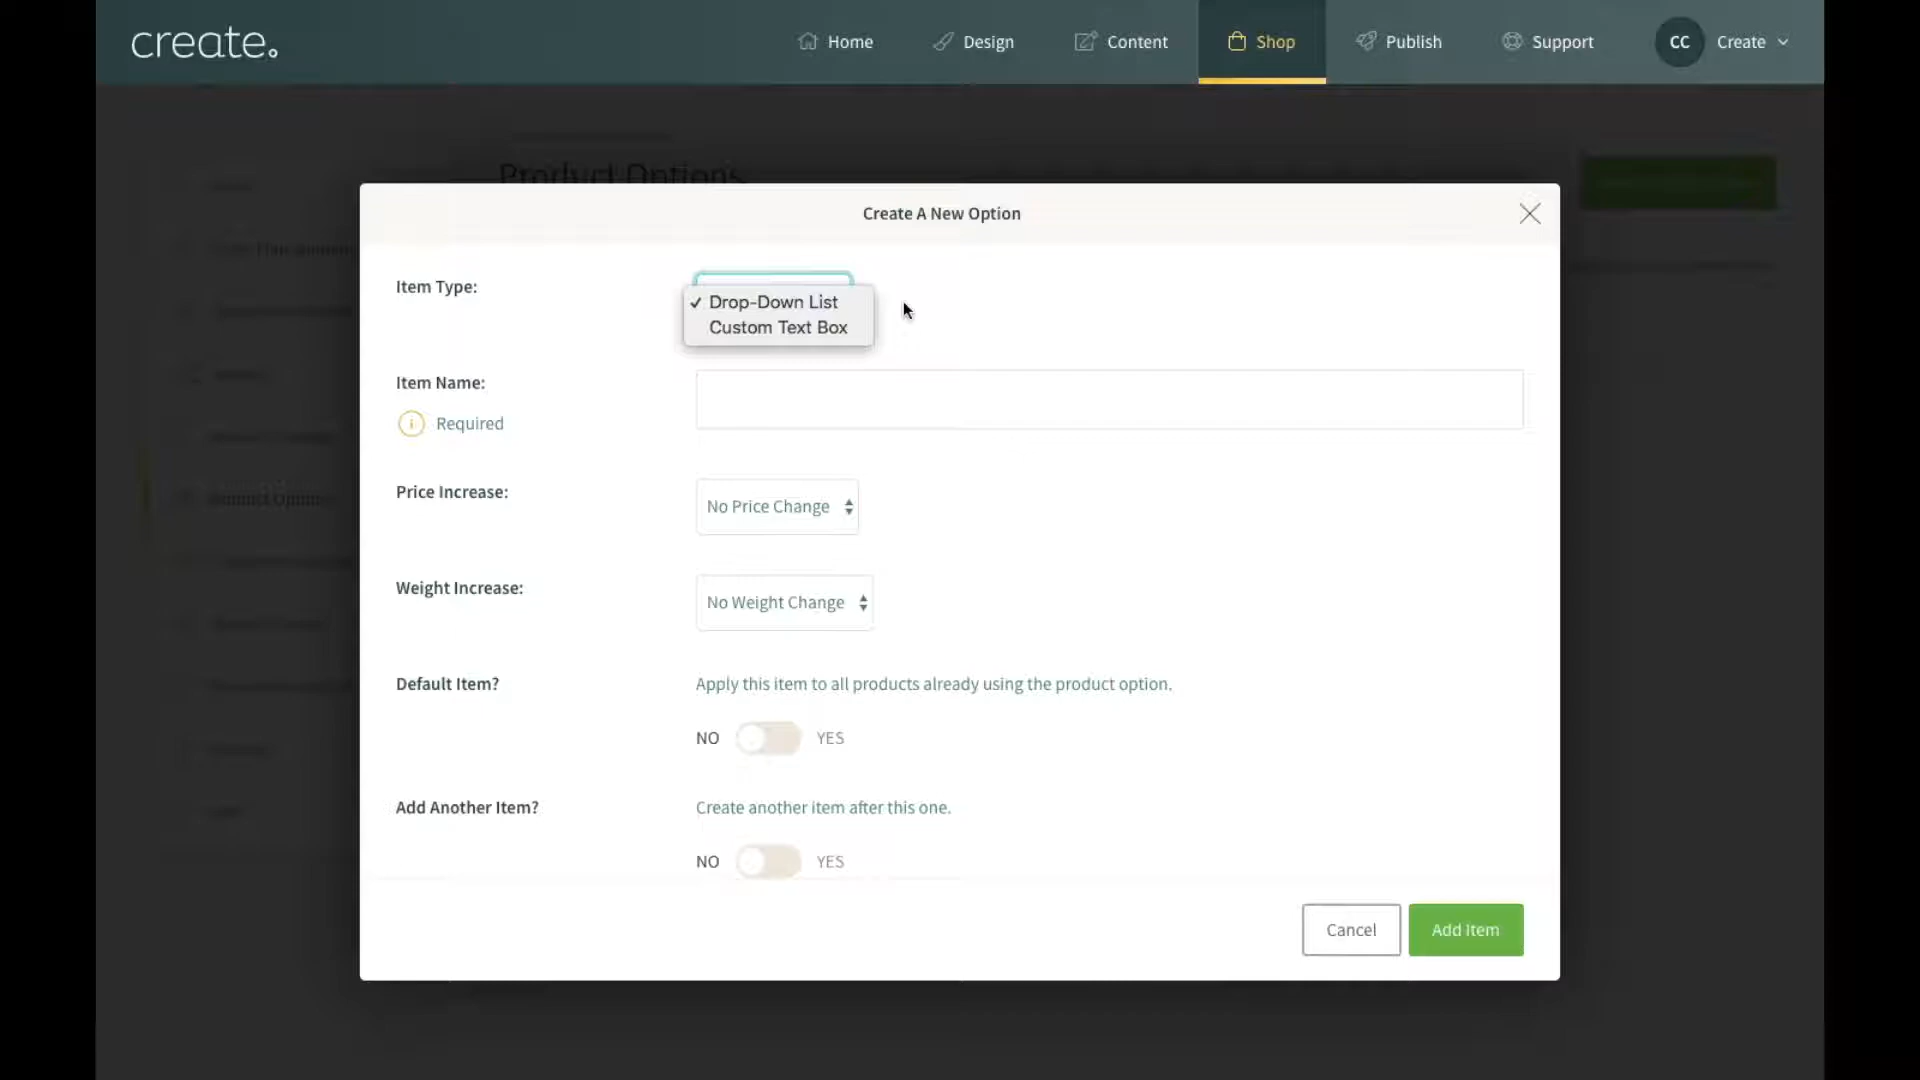 create.
Home
Design
Content
Shop
Publish
Support
CC
Create
Product Options
Create A New Option
Item Type:
✓ Drop-Down List
Custom Text Box
Item Name:
i Required
Price Increase:
No Price Change
Weight Increase:
No Weight Change
Default Item?
Apply this item to all products already using the product option.
NO
YES
Add Another Item?
Create another item after this one.
NO
YES
Cancel
Add Item